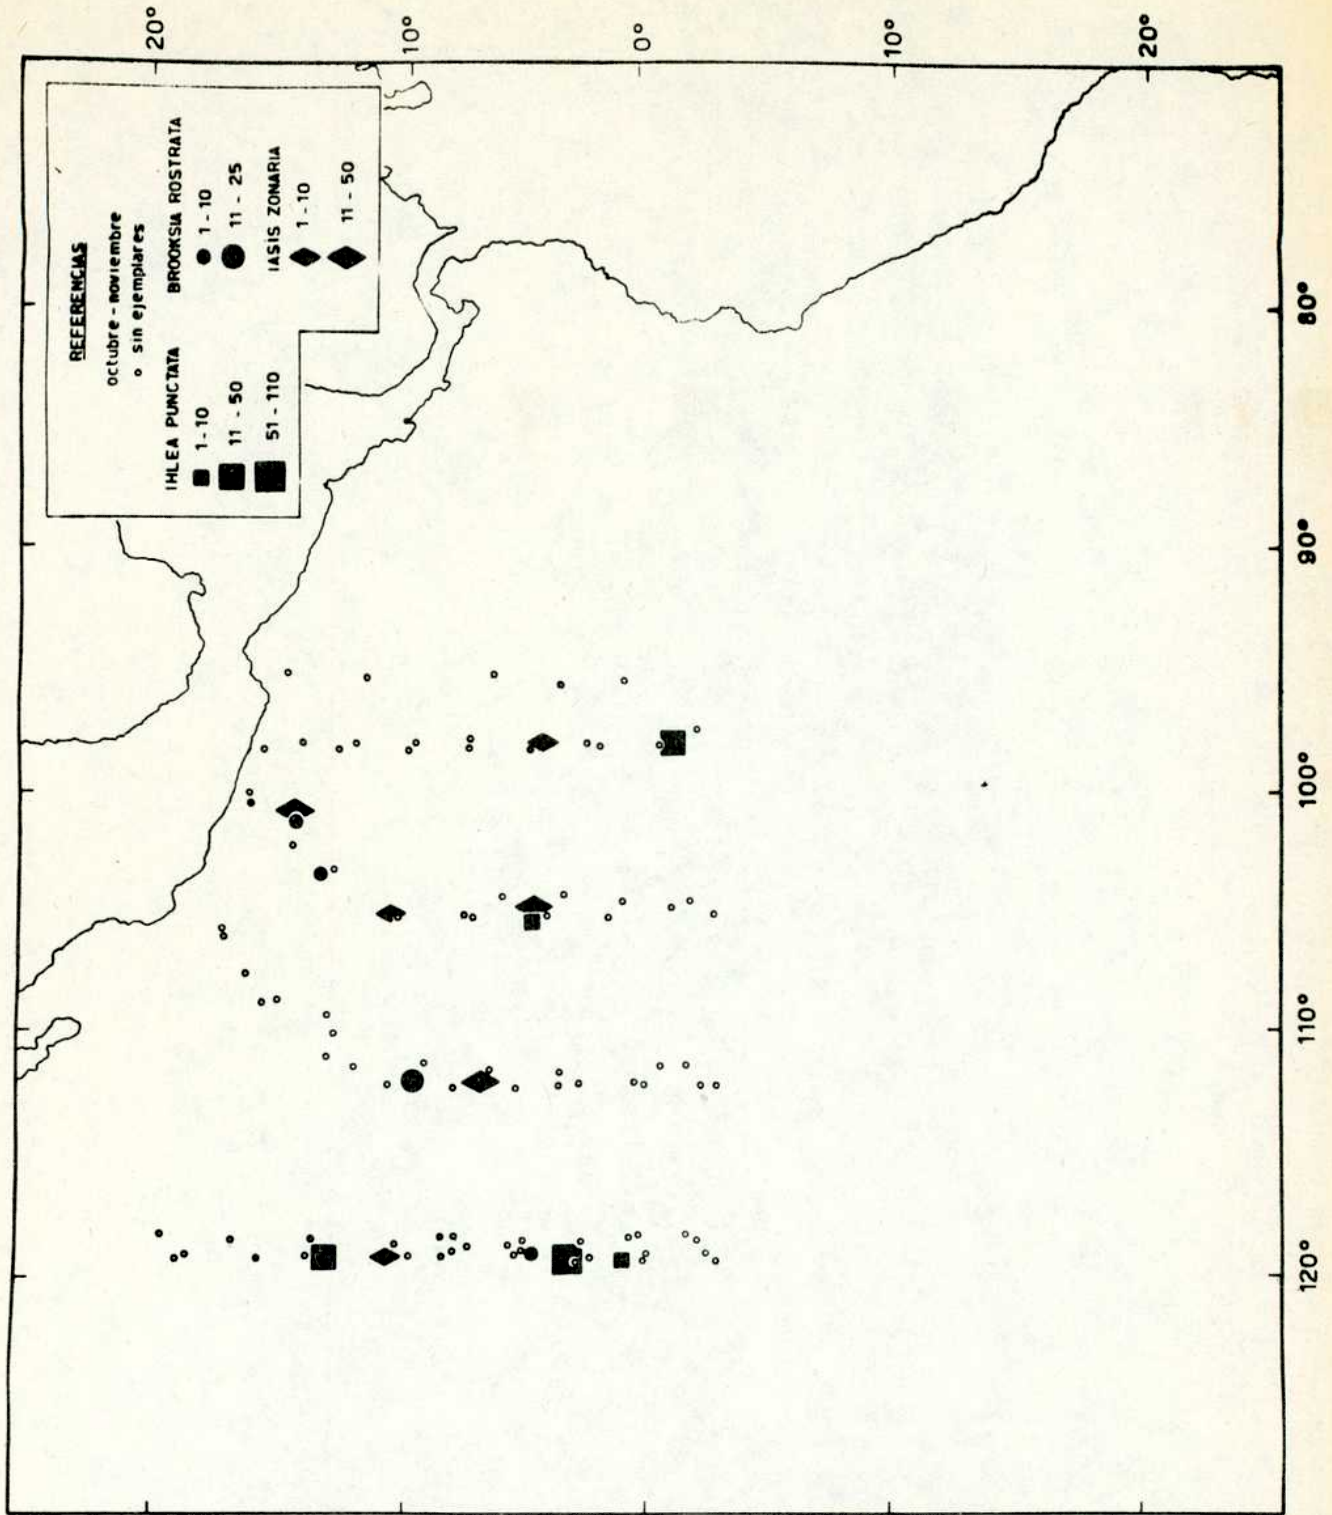 REFERENCIAS
octubre - noviembre
o sin ejemplares
IHLEA PUNCTATA
1 - 10
11 - 50
51 - 110
BROOKSIA ROSTRATA
1 - 10
11 - 25
IASIS ZONARIA
1 - 10
11 - 50
20°
10°
0°
10°
20°
80°
90°
100°
110°
120°